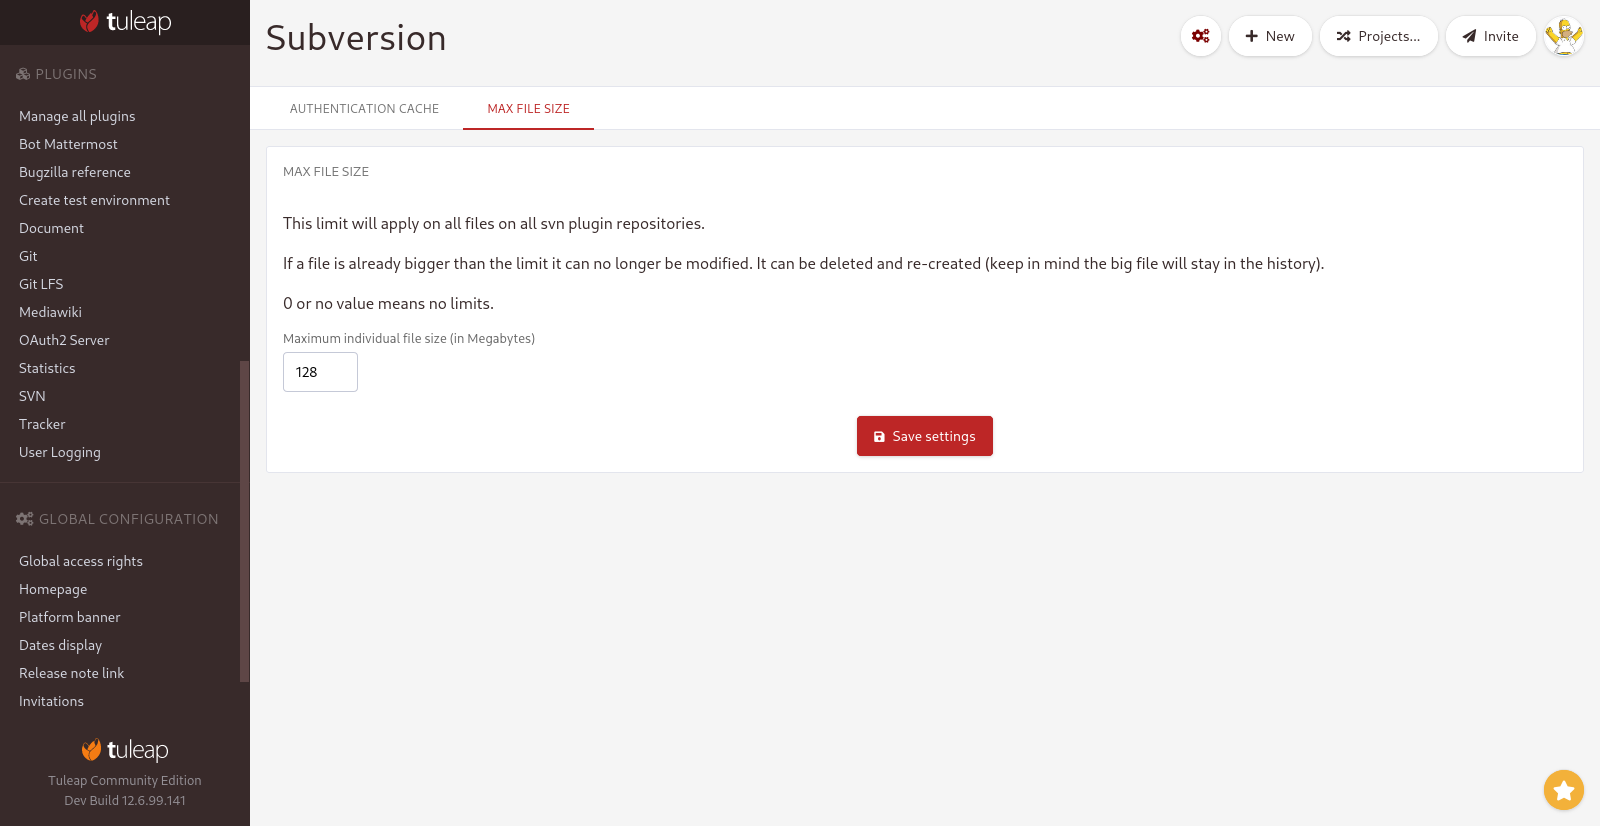 tuleap
PLUGINS
Manage all plugins
Bot Mattermost
Bugzilla reference
Create test environment
Document
Git
Git LFS
Mediawiki
OAuth2 Server
Statistics
SVN
Tracker
User Logging
GLOBAL CONFIGURATION
Global access rights
Homepage
Platform banner
Dates display
Release note link
Invitations
tuleap
Tuleap Community Edition
Dev Build 12.6.99.141
Subversion
New
Projects...
Invite
AUTHENTICATION CACHE
MAX FILE SIZE
MAX FILE SIZE
This limit will apply on all files on all svn plugin repositories.
If a file is already bigger than the limit it can no longer be modified. It can be deleted and re-created (keep in mind the big file will stay in the history).
0 or no value means no limits.
Maximum individual file size (in Megabytes)
128
Save settings